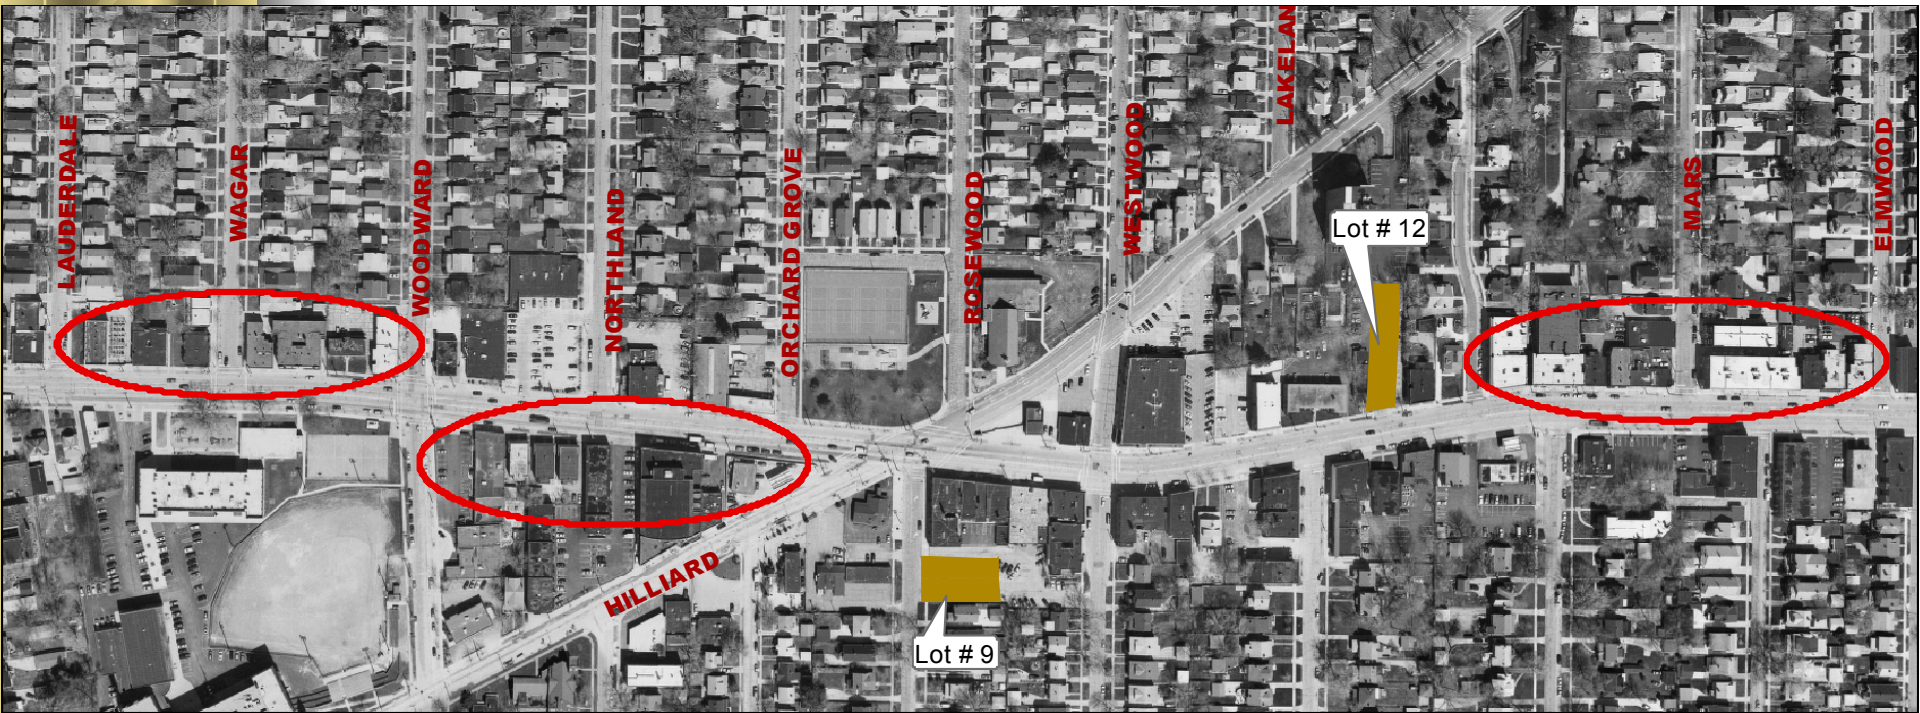 LAUDERDALE
WAGAR
WOODWARD
NORTHLAND
ORCHARD GROVE
ROSEWOOD
WESTWOOD
LAKELAN
MARS
ELMWOOD
Lot # 12
HILLIARD
Lot # 9